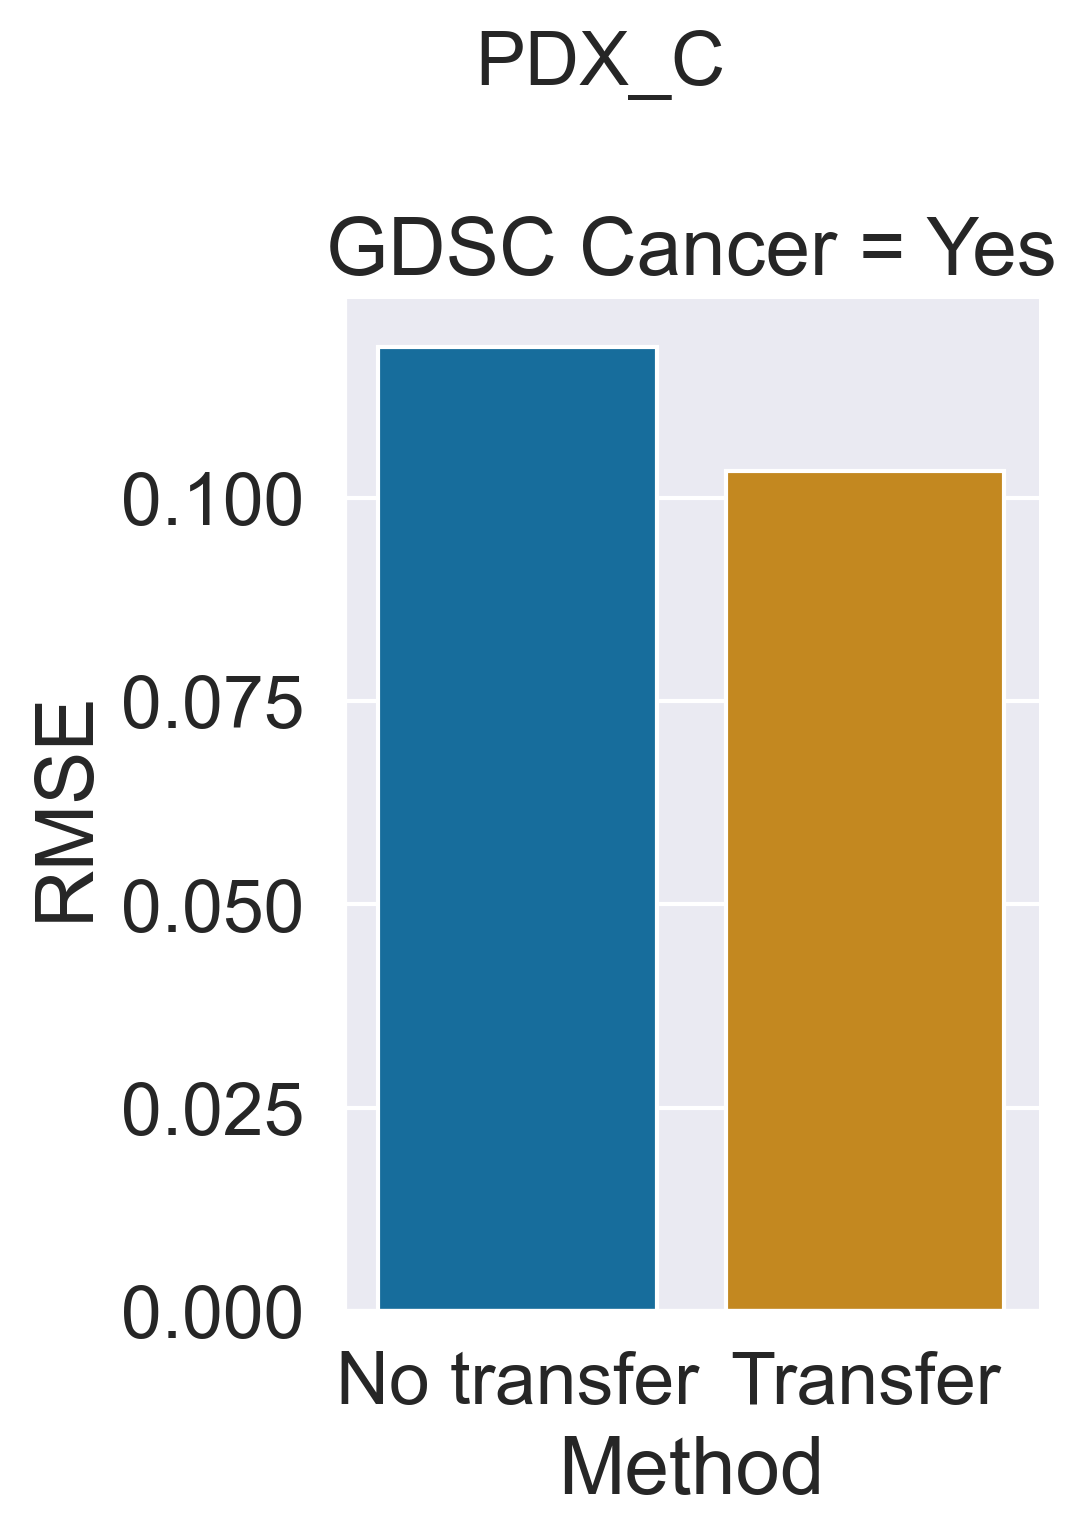 PDX_C
GDSC Cancer = Yes
0.100
0.075
0.050
0.025
0.000
RMSE
No transfer Transfer
Method